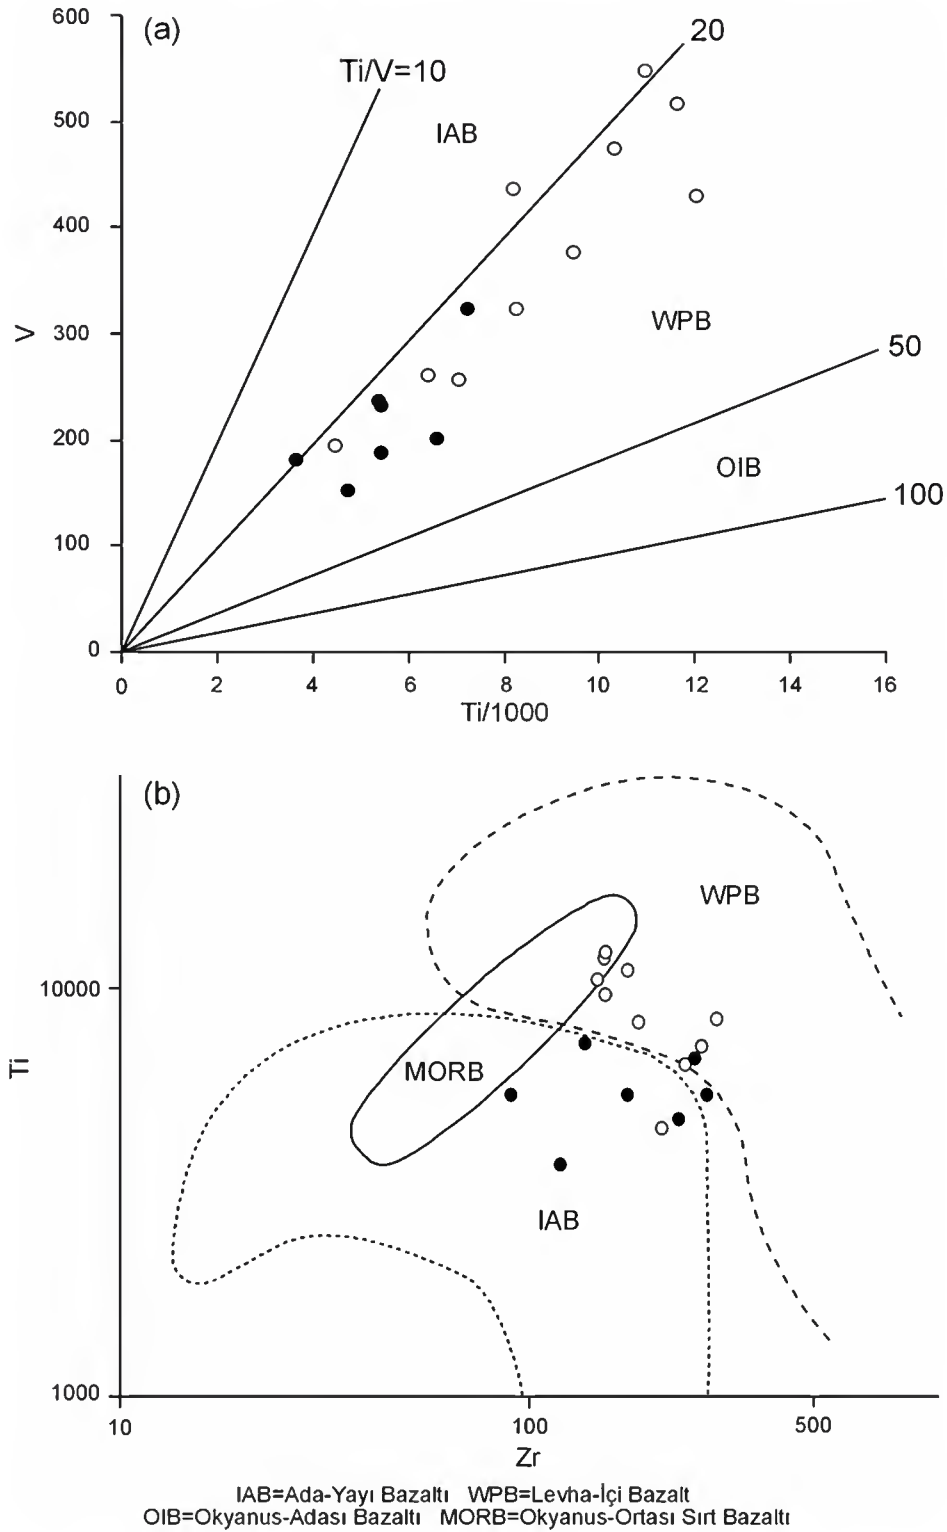 600
(a)
20
Ti/V=10
500
IAB
400
V
300
WPB
50
200
OIB
100
100
0
0 2 4 6 8 10 12 14 16
Ti/1000
(b)
WPB
10000
Ti
MORB
IAB
1000
10 100 500
Zr
IAB=Ada-Yayı Bazaltı WPB=Levha-İçi Bazalt
OIB=Okyanus-Adası Bazaltı MORB=Okyanus-Ortası Sırt Bazaltı